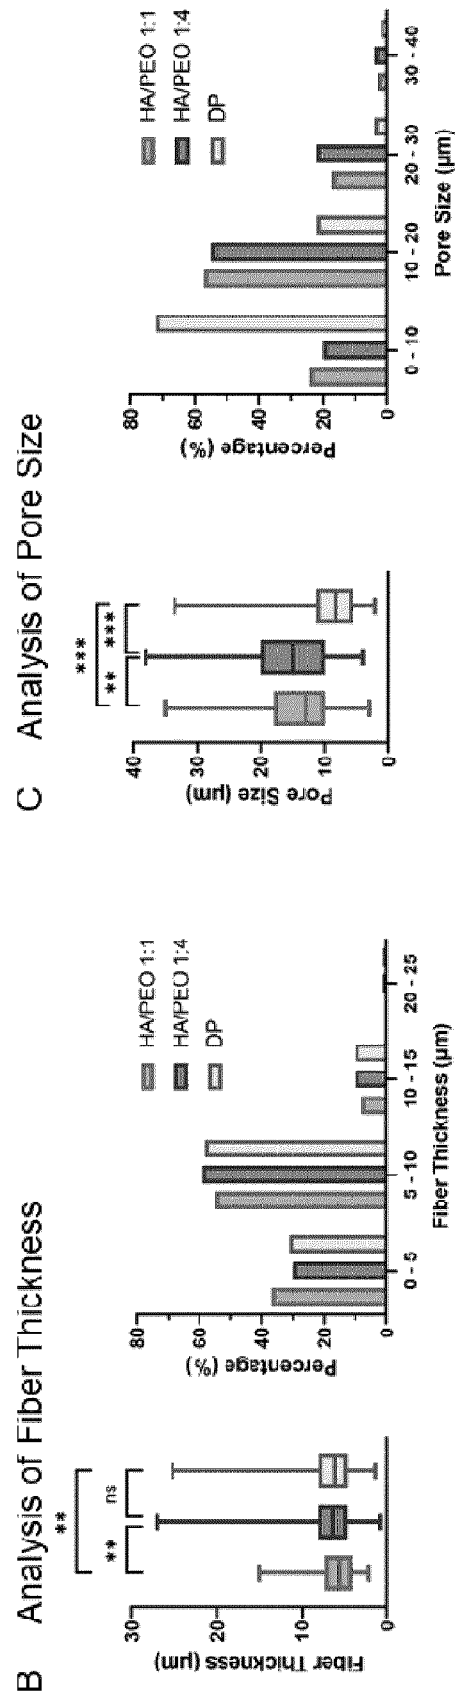 B Analysis of Fiber Thickness
Fiber Thickness (µm)
30
20
10
0
**
**
ns
Percentage (%)
80
60
40
20
0
HA/PEO 1:1
HA/PEO 1:4
DP
0 - 5
5 - 10
10 - 15
20 - 25
Fiber Thickness (µm)
C Analysis of Pore Size
Pore Size (µm)
40
30
20
10
0
***
**
***
Percentage (%)
80
60
40
20
0
HA/PEO 1:1
HA/PEO 1:4
DP
0 - 10
10 - 20
20 - 30
30 - 40
Pore Size (µm)